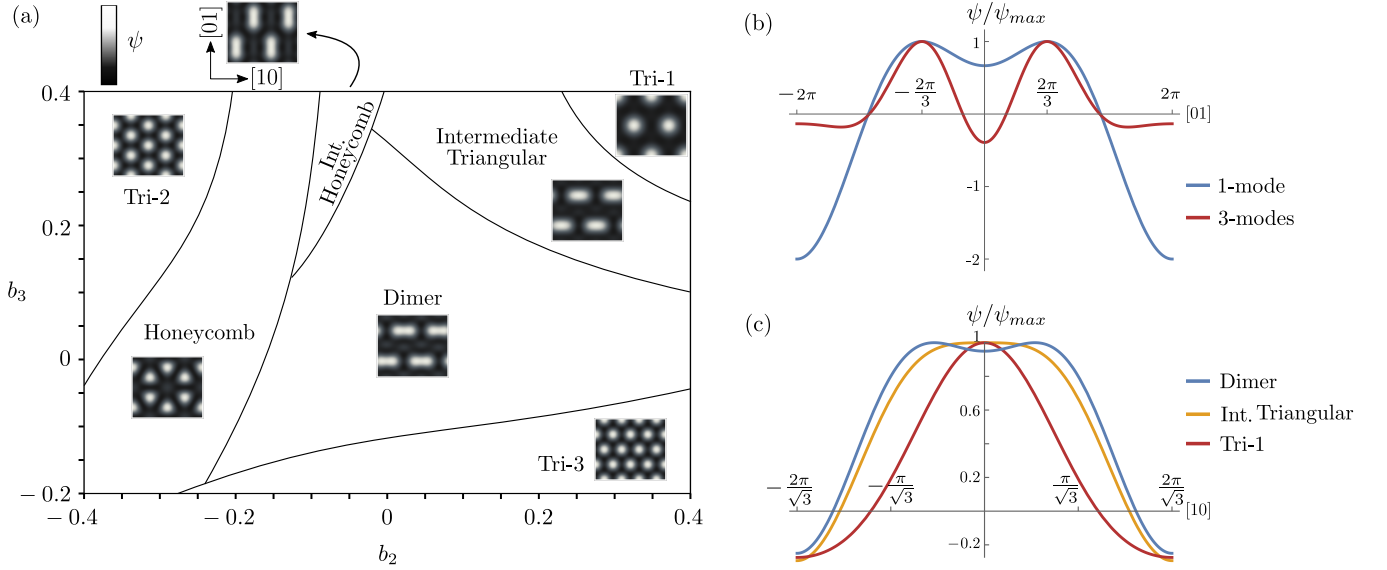 (a)
ψ
[01]
[10]
Tri-1
0.4
Tri-2
Int.
Honeycomb
Intermediate
Triangular
0.2
b₃
Dimer
Honeycomb
0
Tri-3
− 0.2
− 0.4
− 0.2
0
0.2
0.4
b₂
(b)
ψ/ψₘₐₓ
1
−2π
− 2π/3
2π/3
2π
[01]
-1
-2
1-mode
3-modes
(c)
ψ/ψₘₐₓ
1
0.6
0.2
− 2π/√3
− π/√3
π/√3
2π/√3
[10]
−0.2
Dimer
Int. Triangular
Tri-1